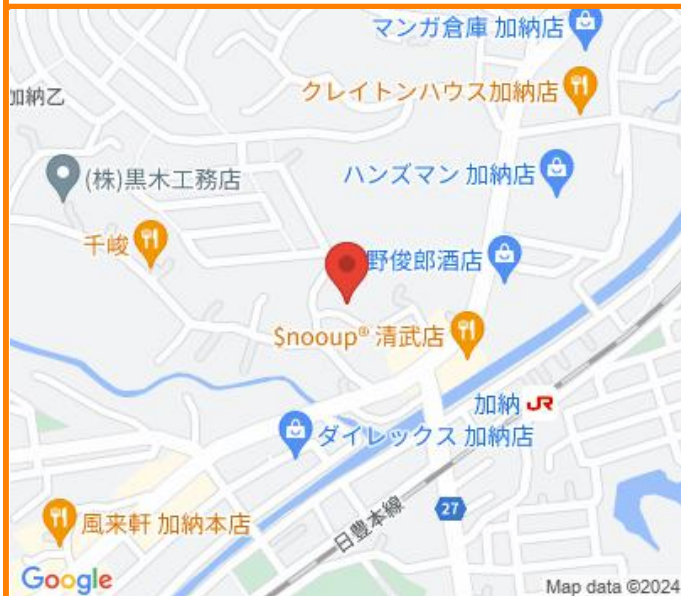 マンガ倉庫 加納店
クレイトンハウス加納店
加納乙
(株)黒木工務店
ハンズマン 加納店
千峻
野俊郎酒店
$nooup® 清武店
加納 JR
ダイレックス 加納店
27
風来軒 加納本店
日豊本線
Google
Map data ©2024